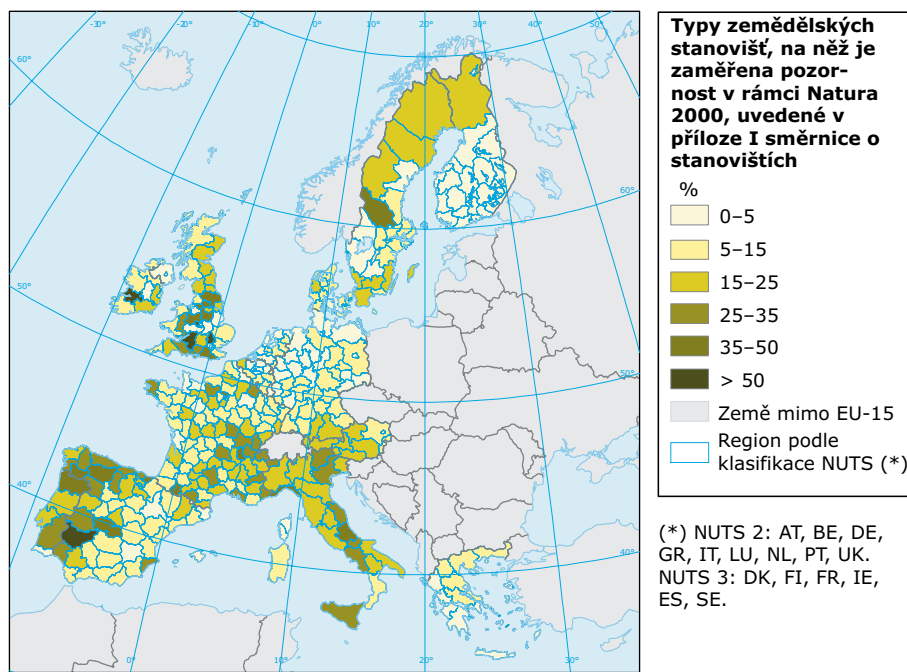 -30° -20° -10° 0° 10° 20° 30° 40° 50° 60° 70°
60°
50°
40°
60°
50°
40°
0° 10° 20° 30°
Typy zemědělských
stanovišť, na něž je
zaměřena pozor-
nost v rámci Natura
2000, uvedené v
příloze I směrnice o
stanovištích
%
0–5
5–15
15–25
25–35
35–50
> 50
Země mimo EU-15
Region podle
klasifikace NUTS (*)
(*) NUTS 2: AT, BE, DE,
GR, IT, LU, NL, PT, UK.
NUTS 3: DK, FI, FR, IE,
ES, SE.